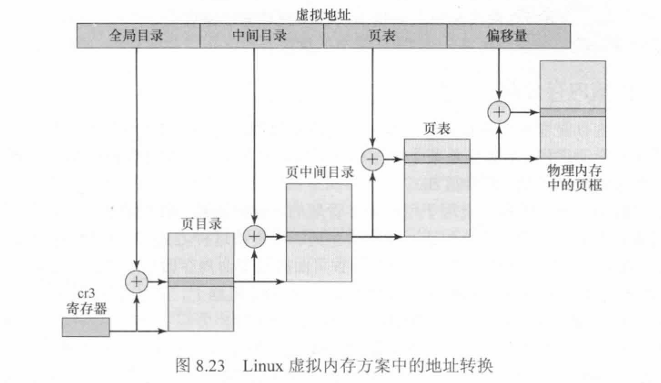 虚拟地址
全局目录 中间目录 页表 偏移量
页表
物理内存
中的页框
页中间目录
页目录
cr3
寄存器
图 8.23 Linux 虚拟内存方案中的地址转换